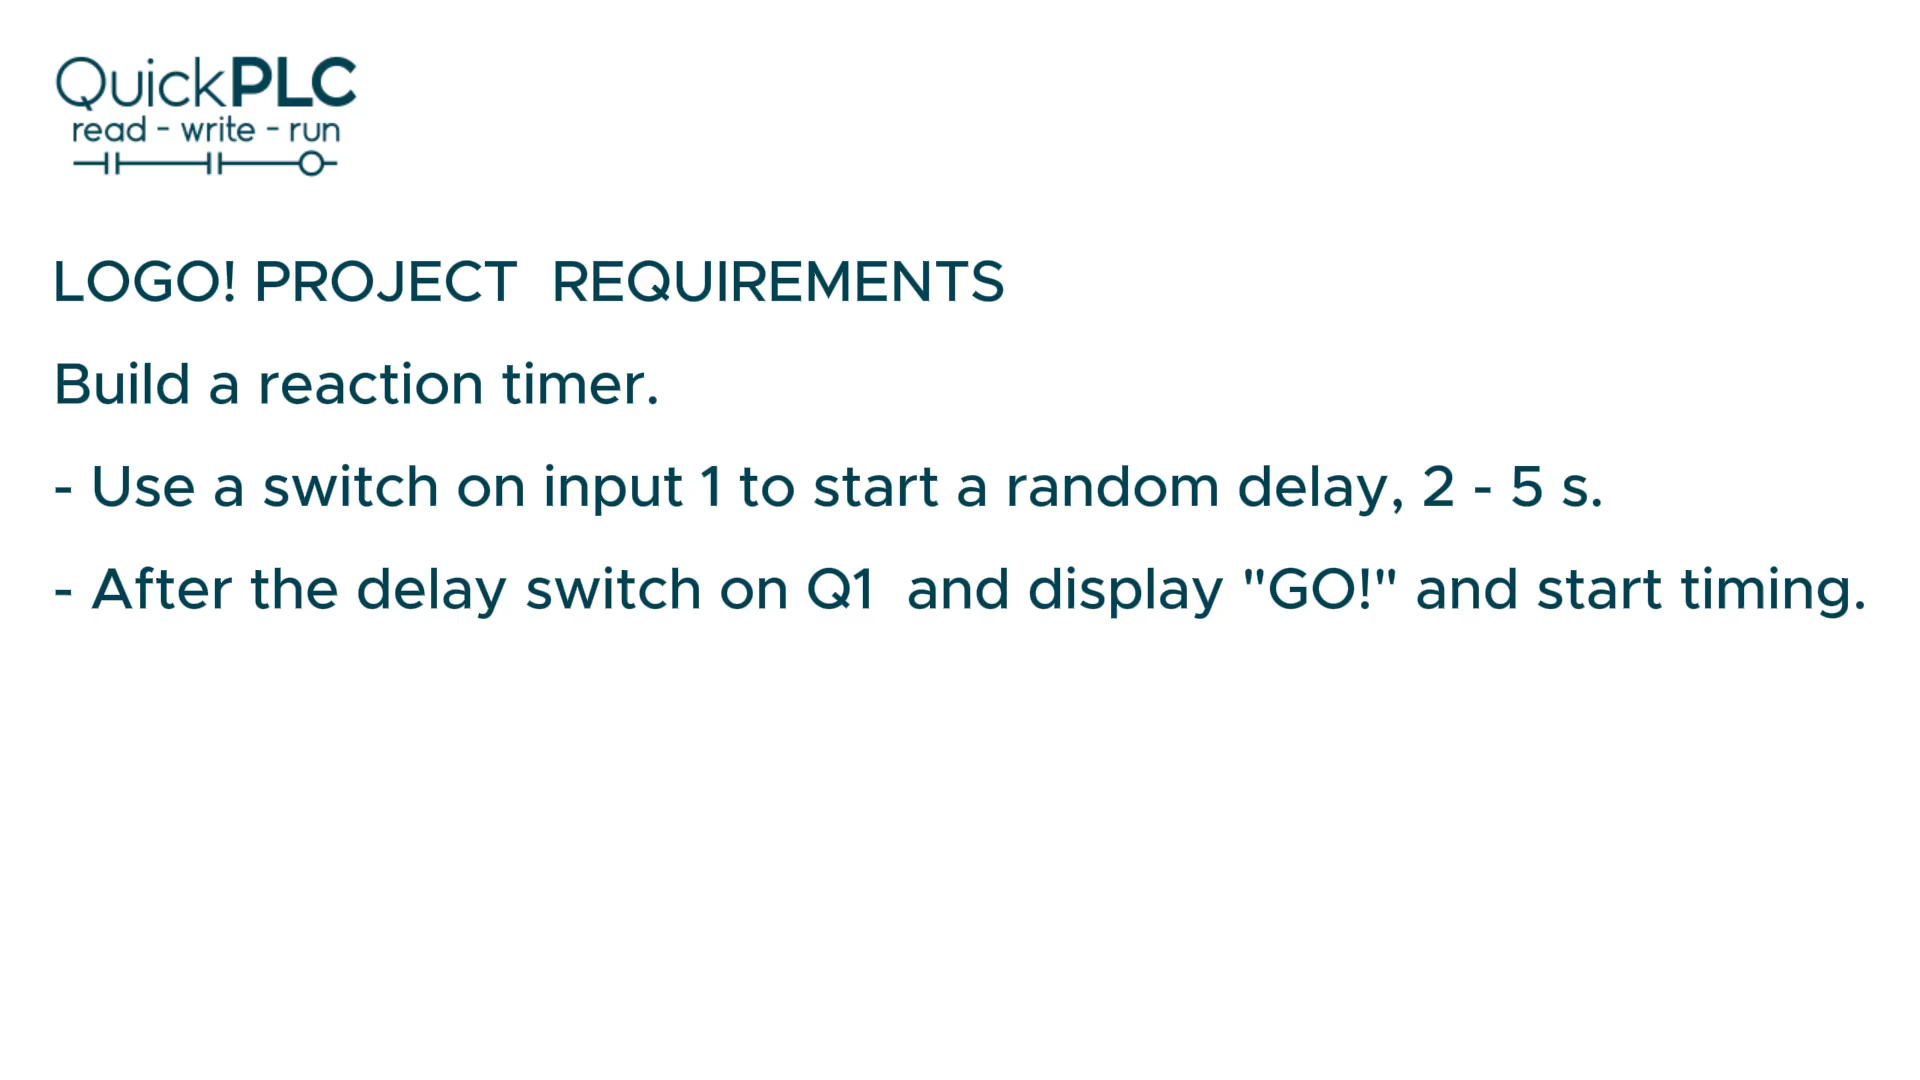 QuickPLC
read - write - run
LOGO! PROJECT  REQUIREMENTS
Build a reaction timer.
- Use a switch on input 1 to start a random delay, 2 - 5 s.
- After the delay switch on Q1  and display "GO!" and start timing.